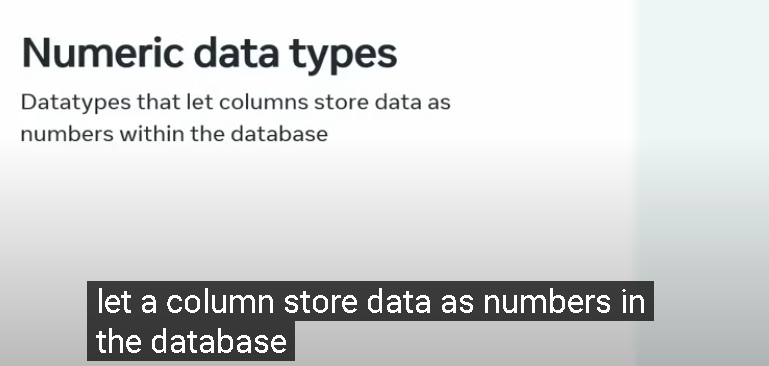 Numeric data types
Datatypes that let columns store data as
numbers within the database
let a column store data as numbers in
the database